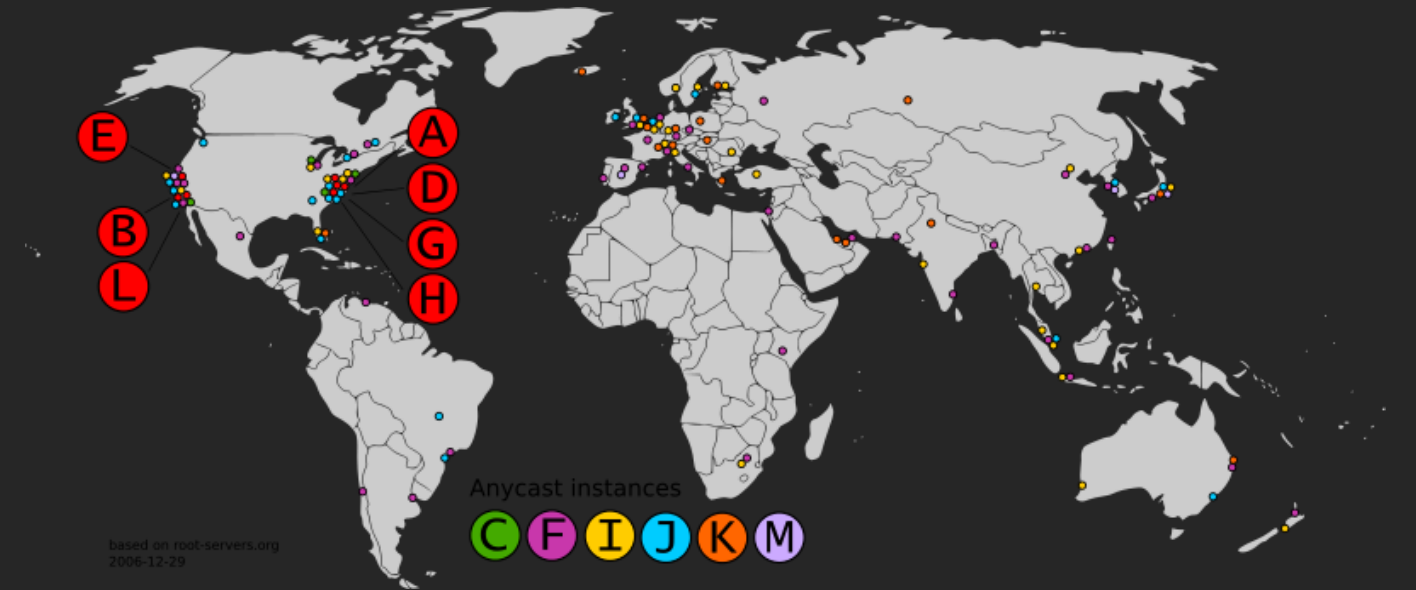 E
A
D
B
G
L
H
Anycast instances
C F I J K M
based on root-servers.org
2006-12-29